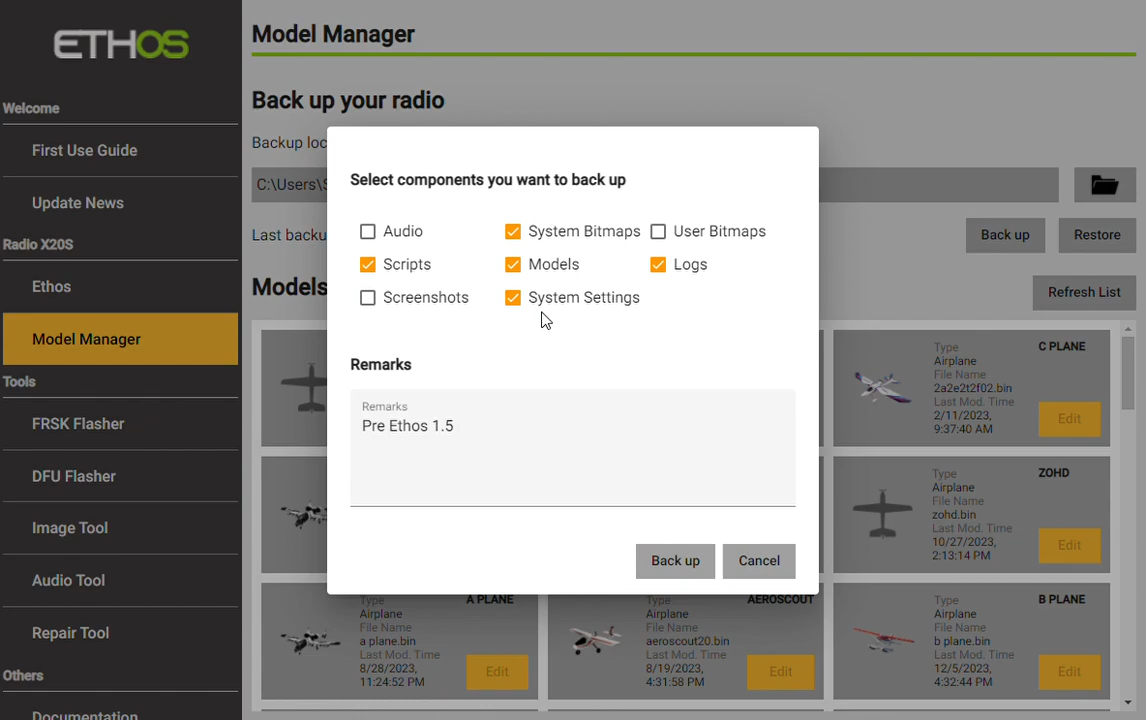 ETHOS
Welcome
First Use Guide
Update News
Radio X20S
Ethos
Model Manager
Tools
FRSK Flasher
DFU Flasher
Image Tool
Audio Tool
Repair Tool
Others
Documentation
Model Manager
Back up your radio
Backup loc
C:\Users\S
Last backu
Back up
Restore
Models
Refresh List
Select components you want to back up
Audio
System Bitmaps
User Bitmaps
Scripts
Models
Logs
Screenshots
System Settings
Remarks
Remarks
Pre Ethos 1.5
Back up
Cancel
Type
C PLANE
Airplane
File Name
2a2e2t2f02.bin
Last Mod. Time
2/11/2023,
9:37:40 AM
Edit
Type
ZOHD
Airplane
File Name
zohd.bin
Last Mod. Time
10/27/2023,
2:13:14 PM
Edit
Type
A PLANE
Airplane
File Name
a plane.bin
Last Mod. Time
8/28/2023,
11:24:52 PM
Edit
Type
AEROSCOUT
Airplane
File Name
aeroscout20.bin
Last Mod. Time
8/19/2023,
4:31:58 PM
Edit
Type
B PLANE
Airplane
File Name
b plane.bin
Last Mod. Time
12/5/2023,
4:32:44 PM
Edit